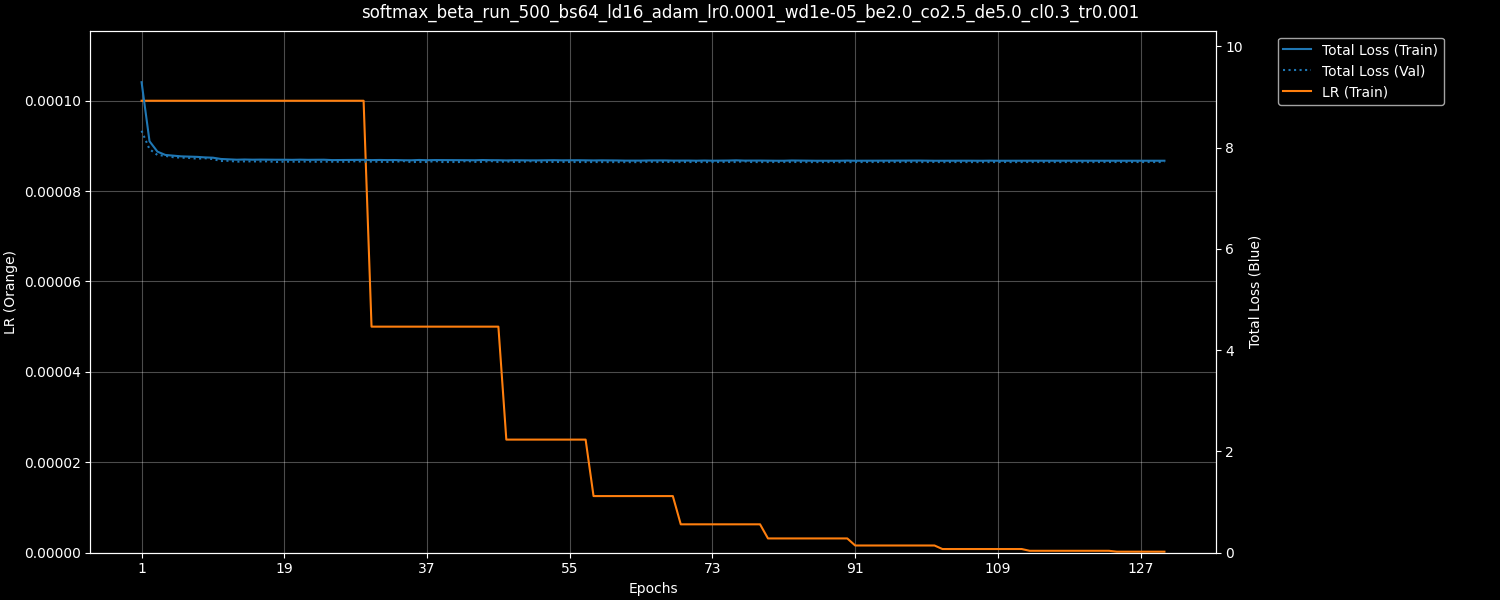 softmax_beta_run_500_bs64_ld16_adam_lr0.0001_wd1e-05_be2.0_co2.5_de5.0_cl0.3_tr0.001
Total Loss (Train)
Total Loss (Val)
LR (Train)
LR (Orange)
0.00010
0.00008
0.00006
0.00004
0.00002
0.00000
10
8
6
4
2
0
Total Loss (Blue)
1 19 37 55 73 91 109 127
Epochs